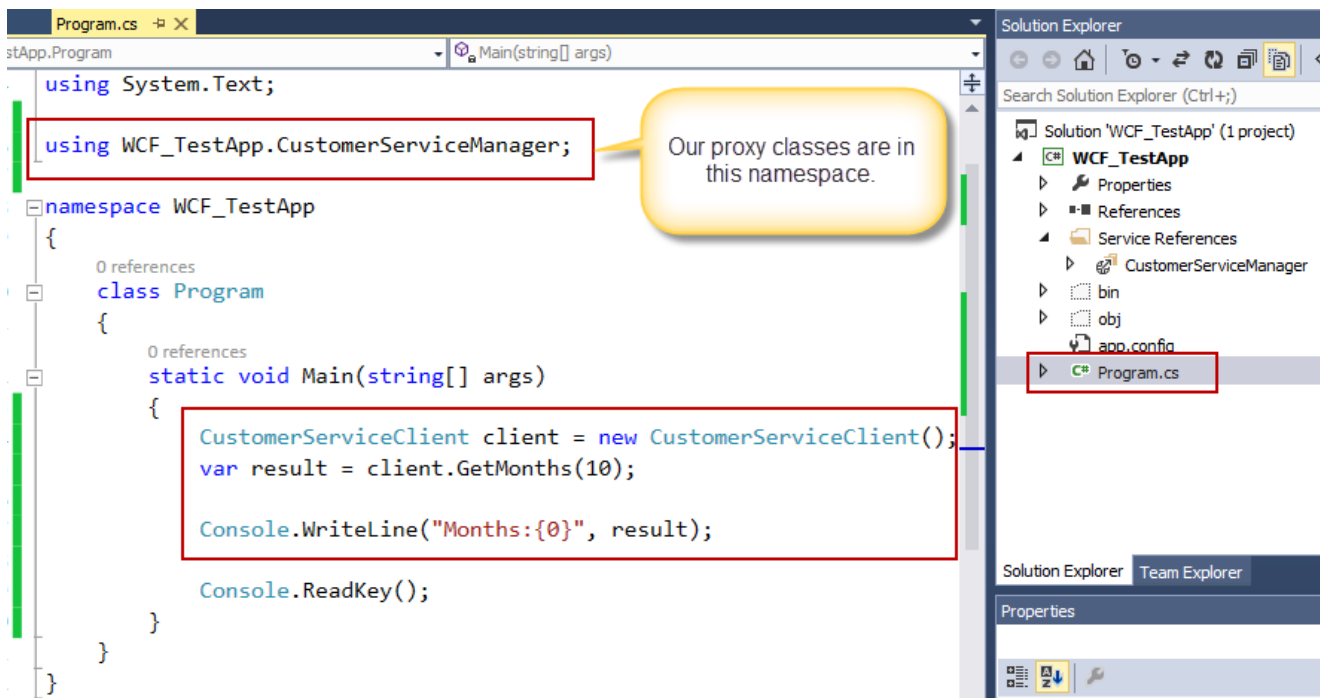 Program.cs
stApp.Program
Main(string[] args)
using System.Text;
using WCF_TestApp.CustomerServiceManager;
Our proxy classes are in
this namespace.
namespace WCF_TestApp
{
0 references
class Program
{
0 references
static void Main(string[] args)
{
CustomerServiceClient client = new CustomerServiceClient();
var result = client.GetMonths(10);
Console.WriteLine("Months:{0}", result);
Console.ReadKey();
}
}
}
Solution Explorer
Search Solution Explorer (Ctrl+;)
Solution 'WCF_TestApp' (1 project)
C# WCF_TestApp
Properties
References
Service References
CustomerServiceManager
bin
obj
app.config
C# Program.cs
Solution Explorer Team Explorer
Properties